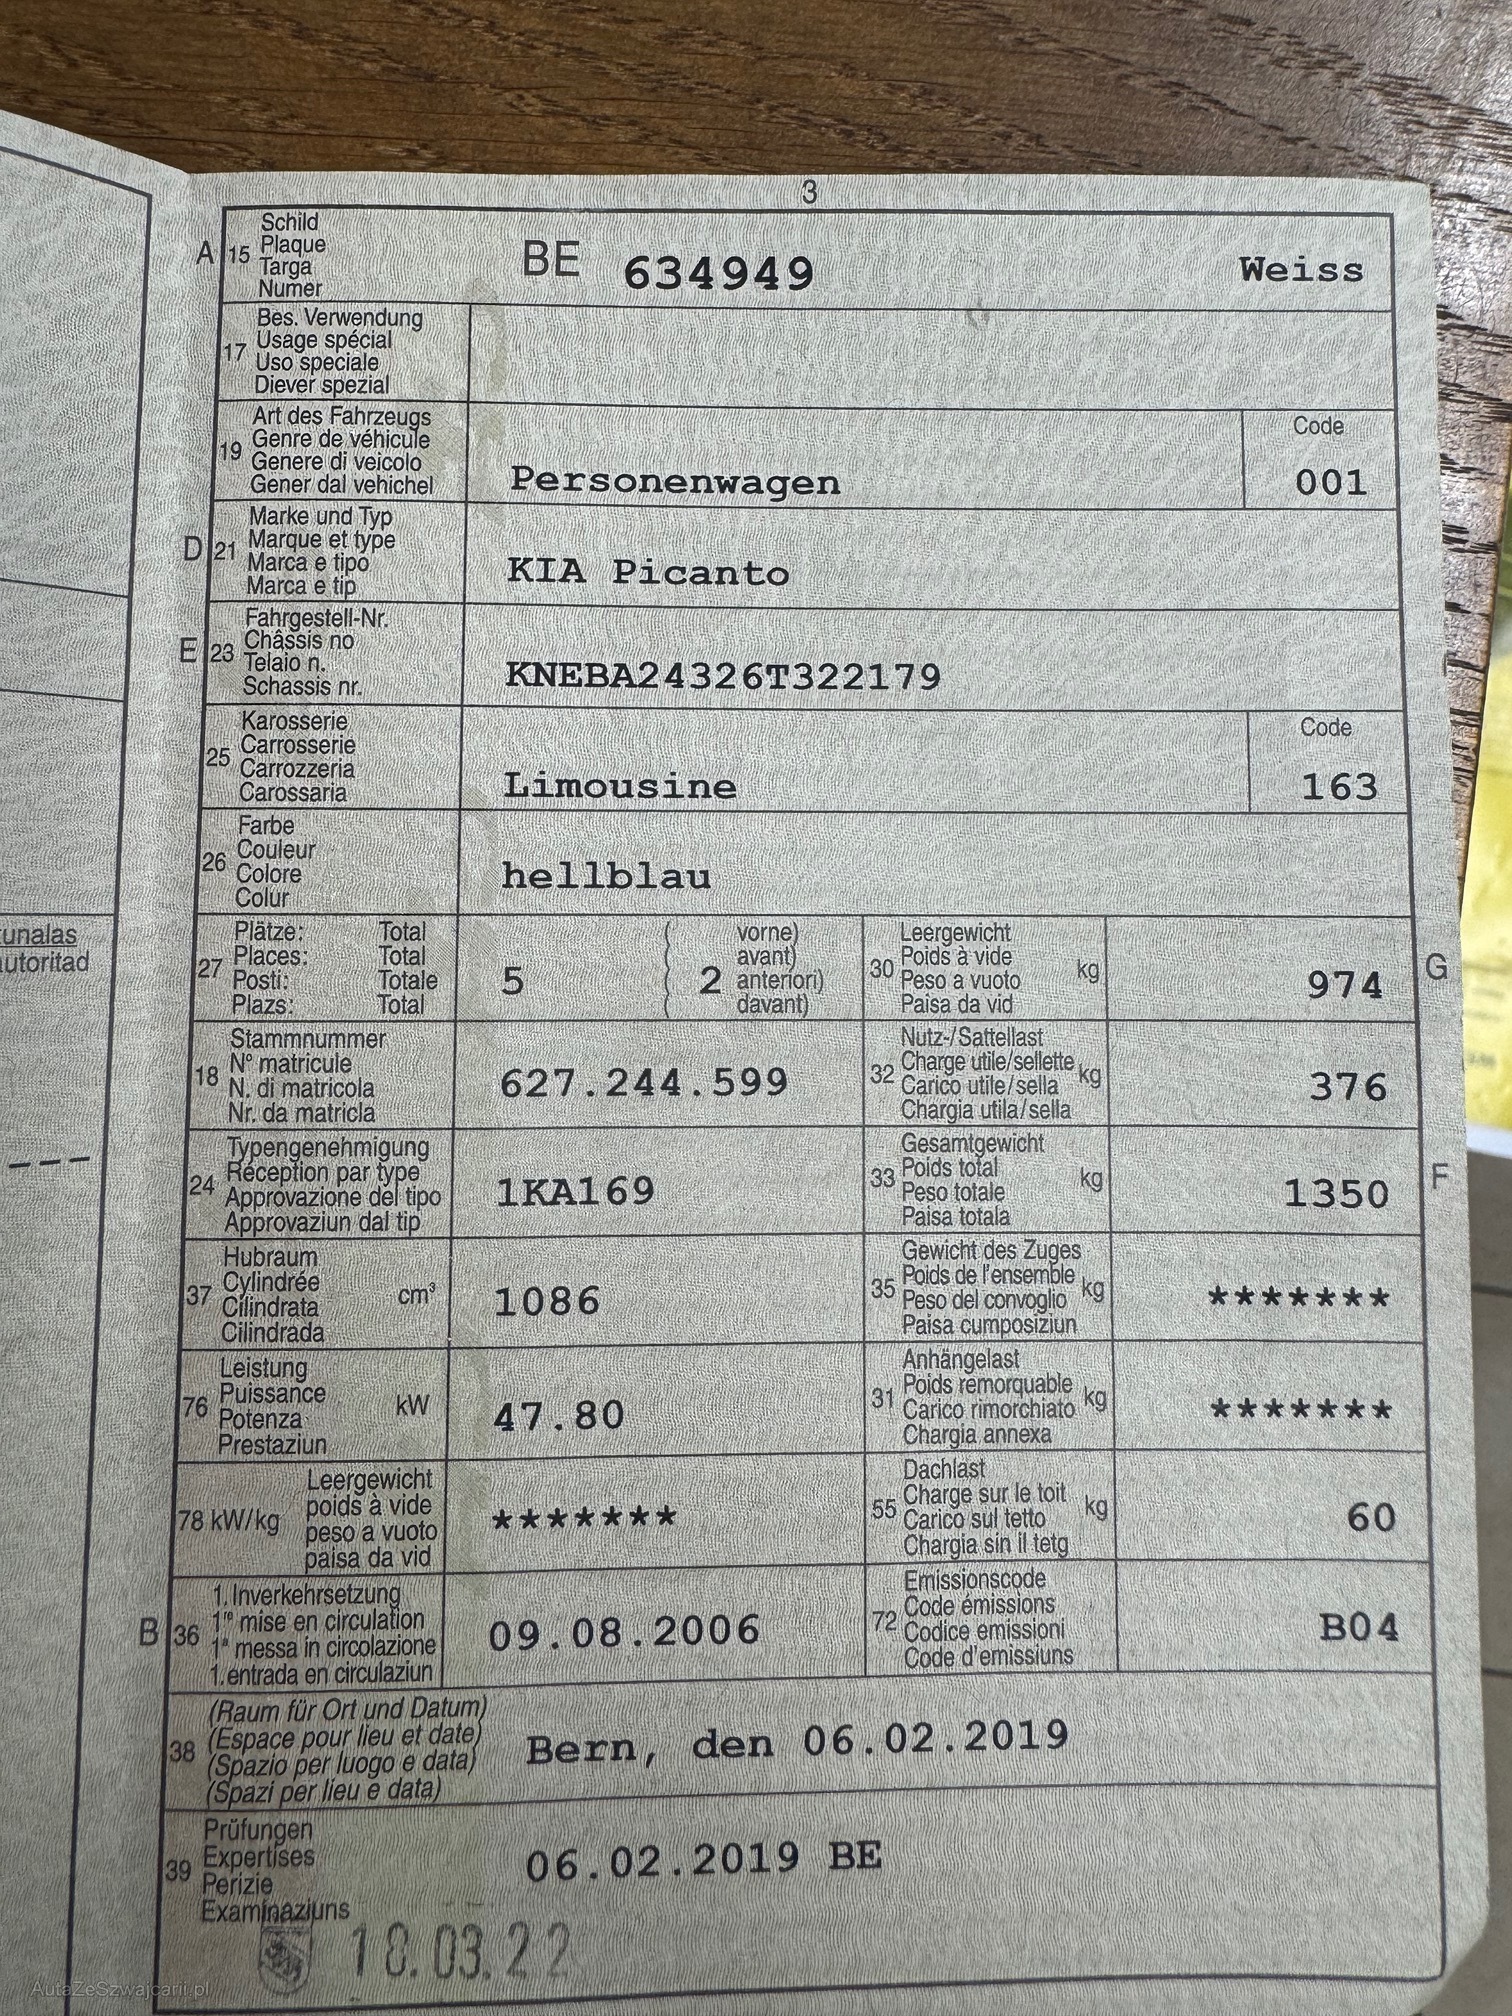 3
A 15 Schild
Plaque
Targa
Numer
BE 634949 Weiss
17 Bes. Verwendung
Usage spécial
Uso speciale
Diever spezial
19 Art des Fahrzeugs
Genre de véhicule
Genere di veicolo
Gener dal vehichel
Personenwagen
Code
001
D 21 Marke und Typ
Marque et type
Marca e tipo
Marca e tip
KIA Picanto
E 23 Fahrgestell-Nr.
Châssis no
Telaio n.
Schassis nr.
KNEBA24326T322179
25 Karosserie
Carrosserie
Carrozzeria
Carossaria
Limousine
Code
163
26 Farbe
Couleur
Colore
Colur
hellblau
27 Plätze: Total
Places: Total
Posti: Totale
Plazs: Total
5
( vorne)
avant)
( 2 anteriori)
( davant)
30 Leergewicht
Poids à vide
Peso a vuoto
Paisa da vid
kg
974
G
18 Stammnummer
N° matricule
N. di matricola
Nr. da matricla
627.244.599
32 Nutz-/Sattellast
Charge utile/sellette
Carico utile/sella
Chargia utila/sella
kg
376
24 Typengenehmigung
Réception par type
Approvazione del tipo
Approvaziun dal tip
1KA169
33 Gesamtgewicht
Poids total
Peso totale
Paisa totala
kg
1350
F
37 Hubraum
Cylindrée
Cilindrata
Cilindrada
cm³
1086
35 Gewicht des Zuges
Poids de l'ensemble
Peso del convoglio
Paisa cumposiziun
kg
*******
76 Leistung
Puissance
Potenza
Prestaziun
kW
47.80
31 Anhängelast
Poids remorquable
Carico rimorchiato
Chargia annexa
kg
*******
78 kW/kg Leergewicht
poids à vide
peso a vuoto
paisa da vid
*******
55 Dachlast
Charge sur le toit
Carico sul tetto
Chargia sin il tetg
kg
60
B 36 1. Inverkehrsetzung
1re mise en circulation
1a messa in circolazione
1. entrada en circulaziun
09.08.2006
72 Emissionscode
Code émissions
Codice emissioni
Code d'emissiuns
B04
38 (Raum für Ort und Datum)
(Espace pour lieu et date)
(Spazio per luogo e data)
(Spazi per lieu e data)
Bern, den 06.02.2019
39 Prüfungen
Expertises
Perizie
Examinaziuns
06.02.2019 BE
18.03.22
unalas
utoritad
---
AutaZeSzwajcarii.pl